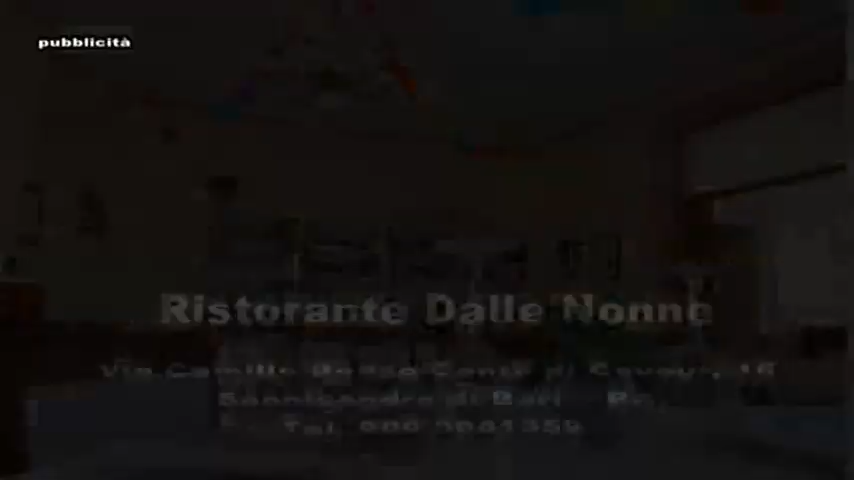 pubblicità
Ristorante Dalle Nonne
Via Camillo Benso Conte di Cavour, 16
Sannicandro di Bari
Tel.